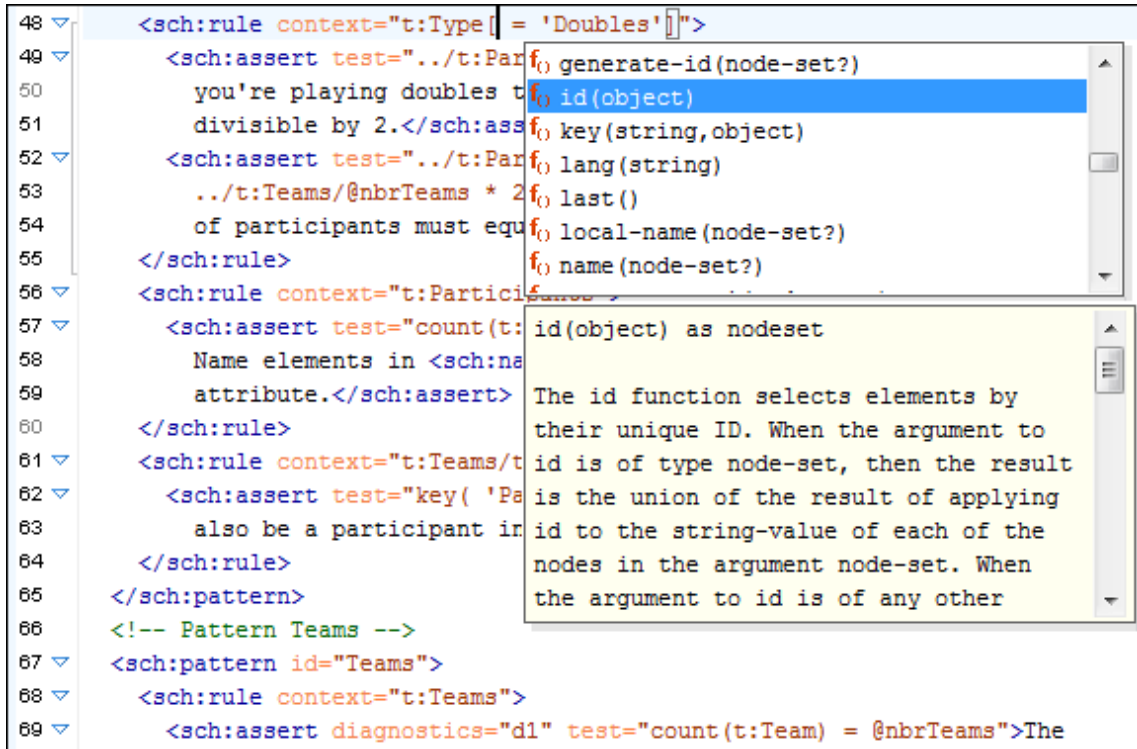 48 <sch:rule context="t:Type[ = 'Doubles']">
49 <sch:assert test="../t:Par
50 you're playing doubles t
51 divisible by 2.</sch:ass
52 <sch:assert test="../t:Par
53 ../t:Teams/@nbrTeams * 2
54 of participants must equ
55 </sch:rule>
56 <sch:rule context="t:Participants">
57 <sch:assert test="count(t:
58 Name elements in <sch:na
59 attribute.</sch:assert>
60 </sch:rule>
61 <sch:rule context="t:Teams/t
62 <sch:assert test="key( 'Pa
63 also be a participant in
64 </sch:rule>
65 </sch:pattern>
66 <!-- Pattern Teams -->
67 <sch:pattern id="Teams">
68 <sch:rule context="t:Teams">
69 <sch:assert diagnostics="d1" test="count(t:Team) = @nbrTeams">The
f() generate-id(node-set?)
f() id(object)
f() key(string,object)
f() lang(string)
f() last()
f() local-name(node-set?)
f() name(node-set?)
id(object) as nodeset
The id function selects elements by
their unique ID. When the argument to
id is of type node-set, then the result
is the union of the result of applying
id to the string-value of each of the
nodes in the argument node-set. When
the argument to id is of any other